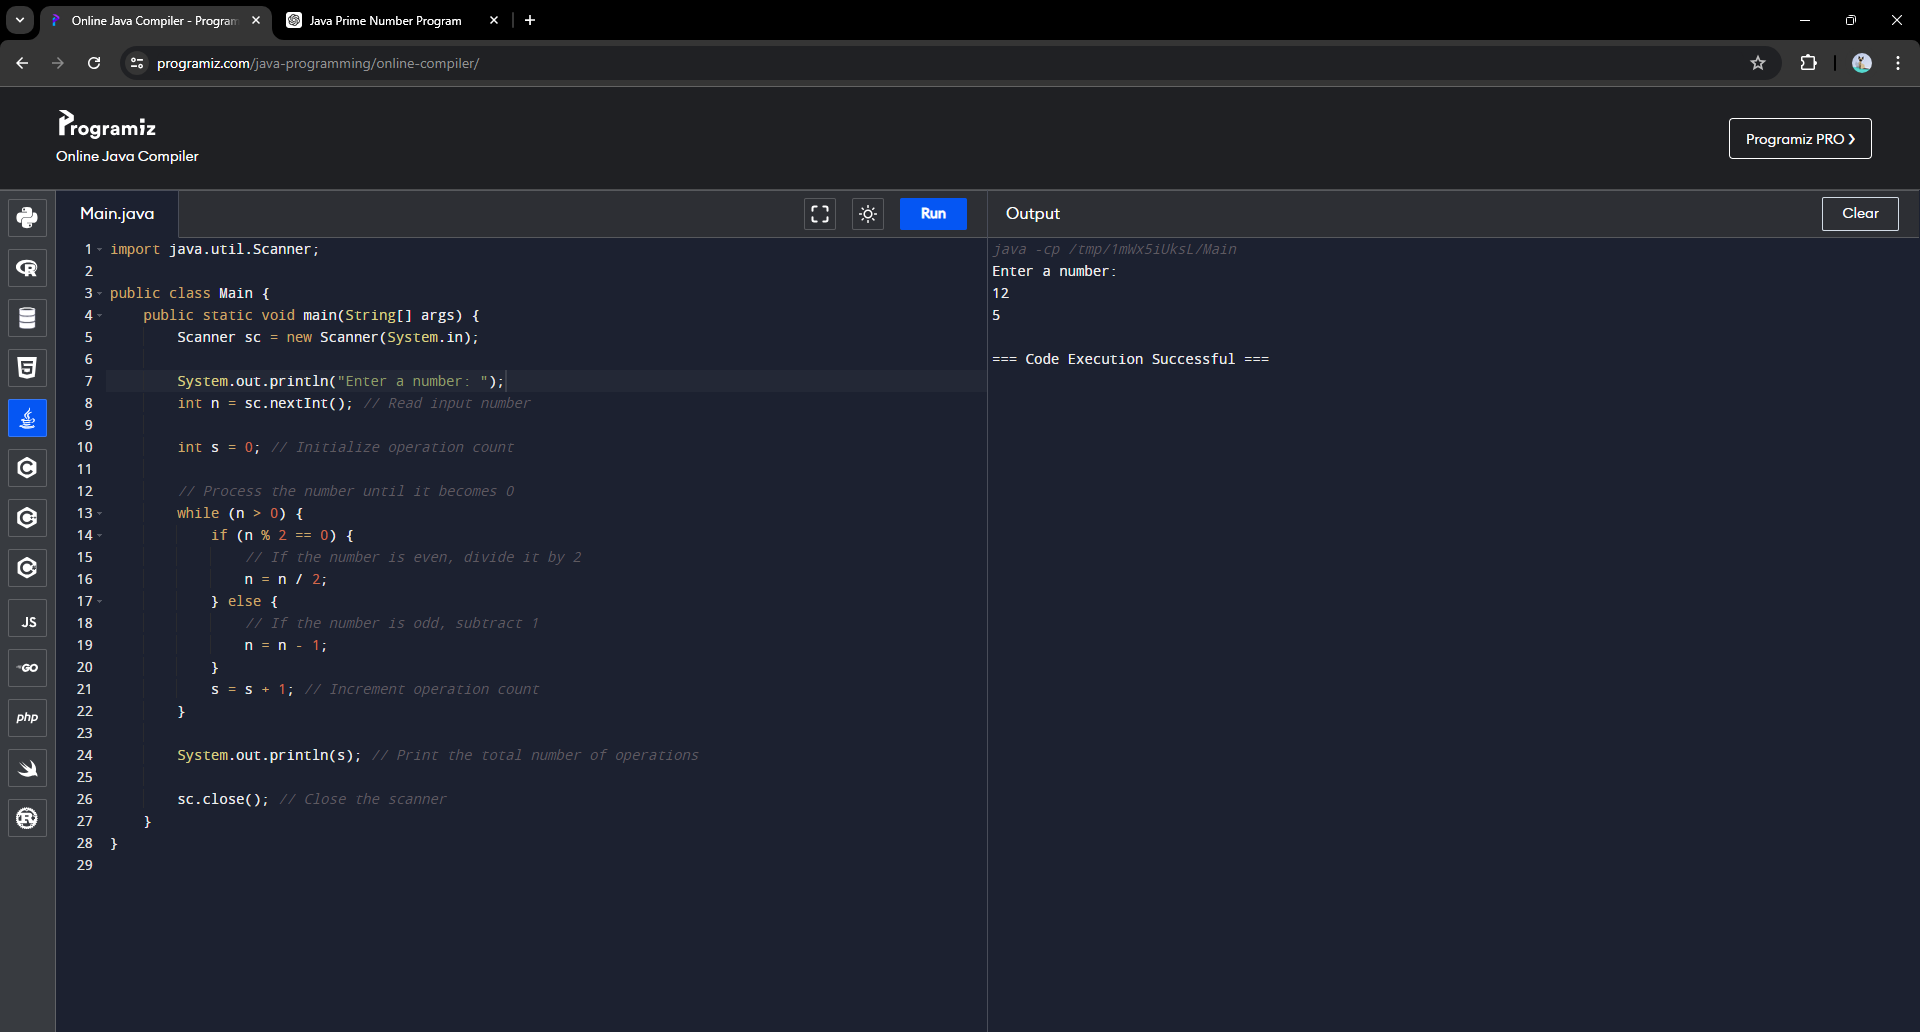 Online Java Compiler - Program
Java Prime Number Program
programiz.com/java-programming/online-compiler/
Programiz
Online Java Compiler
Programiz PRO ❯
Main.java
Run
Output
Clear
1 import java.util.Scanner;
2
3 public class Main {
4 public static void main(String[] args) {
5 Scanner sc = new Scanner(System.in);
6
7 System.out.println("Enter a number: ");
8 int n = sc.nextInt(); // Read input number
9
10 int s = 0; // Initialize operation count
11
12 // Process the number until it becomes 0
13 while (n > 0) {
14 if (n % 2 == 0) {
15 // If the number is even, divide it by 2
16 n = n / 2;
17 } else {
18 // If the number is odd, subtract 1
19 n = n - 1;
20 }
21 s = s + 1; // Increment operation count
22 }
23
24 System.out.println(s); // Print the total number of operations
25
26 sc.close(); // Close the scanner
27 }
28 }
29
java -cp /tmp/1mWx5iUksL/Main
Enter a number:
12
5
=== Code Execution Successful ===
R
5
C
C
C
JS
GO
php
R